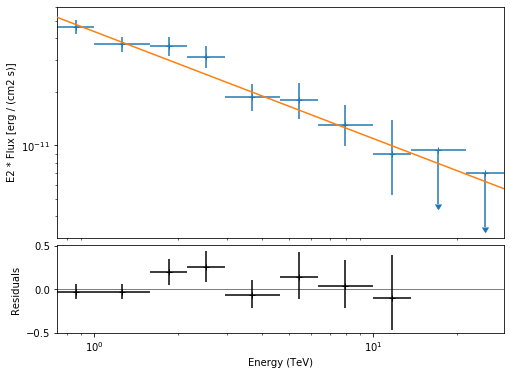 E2 * Flux [erg / (cm2 s)]
10⁻¹¹
Residuals
0.5
0.0
−0.5
10⁰
10¹
Energy (TeV)